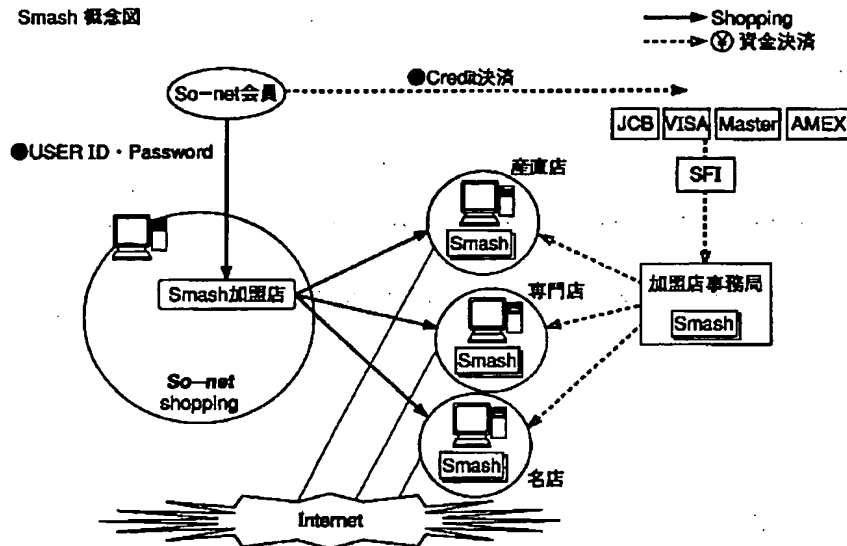 Smash 概念図
Shopping
¥ 資金決済
●Credit決済
So-net会員
JCB VISA Master AMEX
●USER ID・Password
SFI
産直店
Smash
Smash加盟店
加盟店事務局
Smash
専門店
Smash
So-net
shopping
Smash
名店
Internet